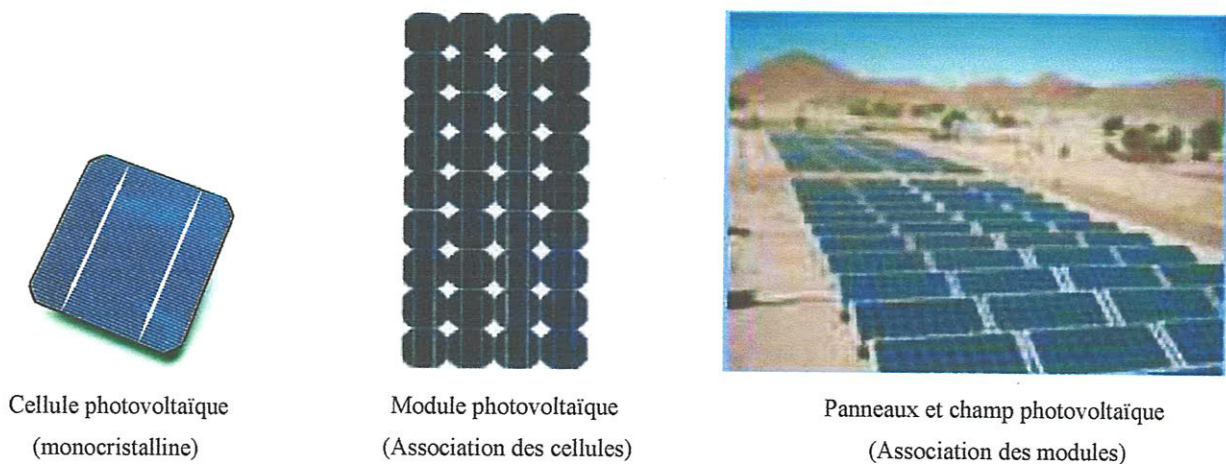 Cellule photovoltaïque
(monocristalline)
Module photovoltaïque
(Association des cellules)
Panneaux et champ photovoltaïque
(Association des modules)